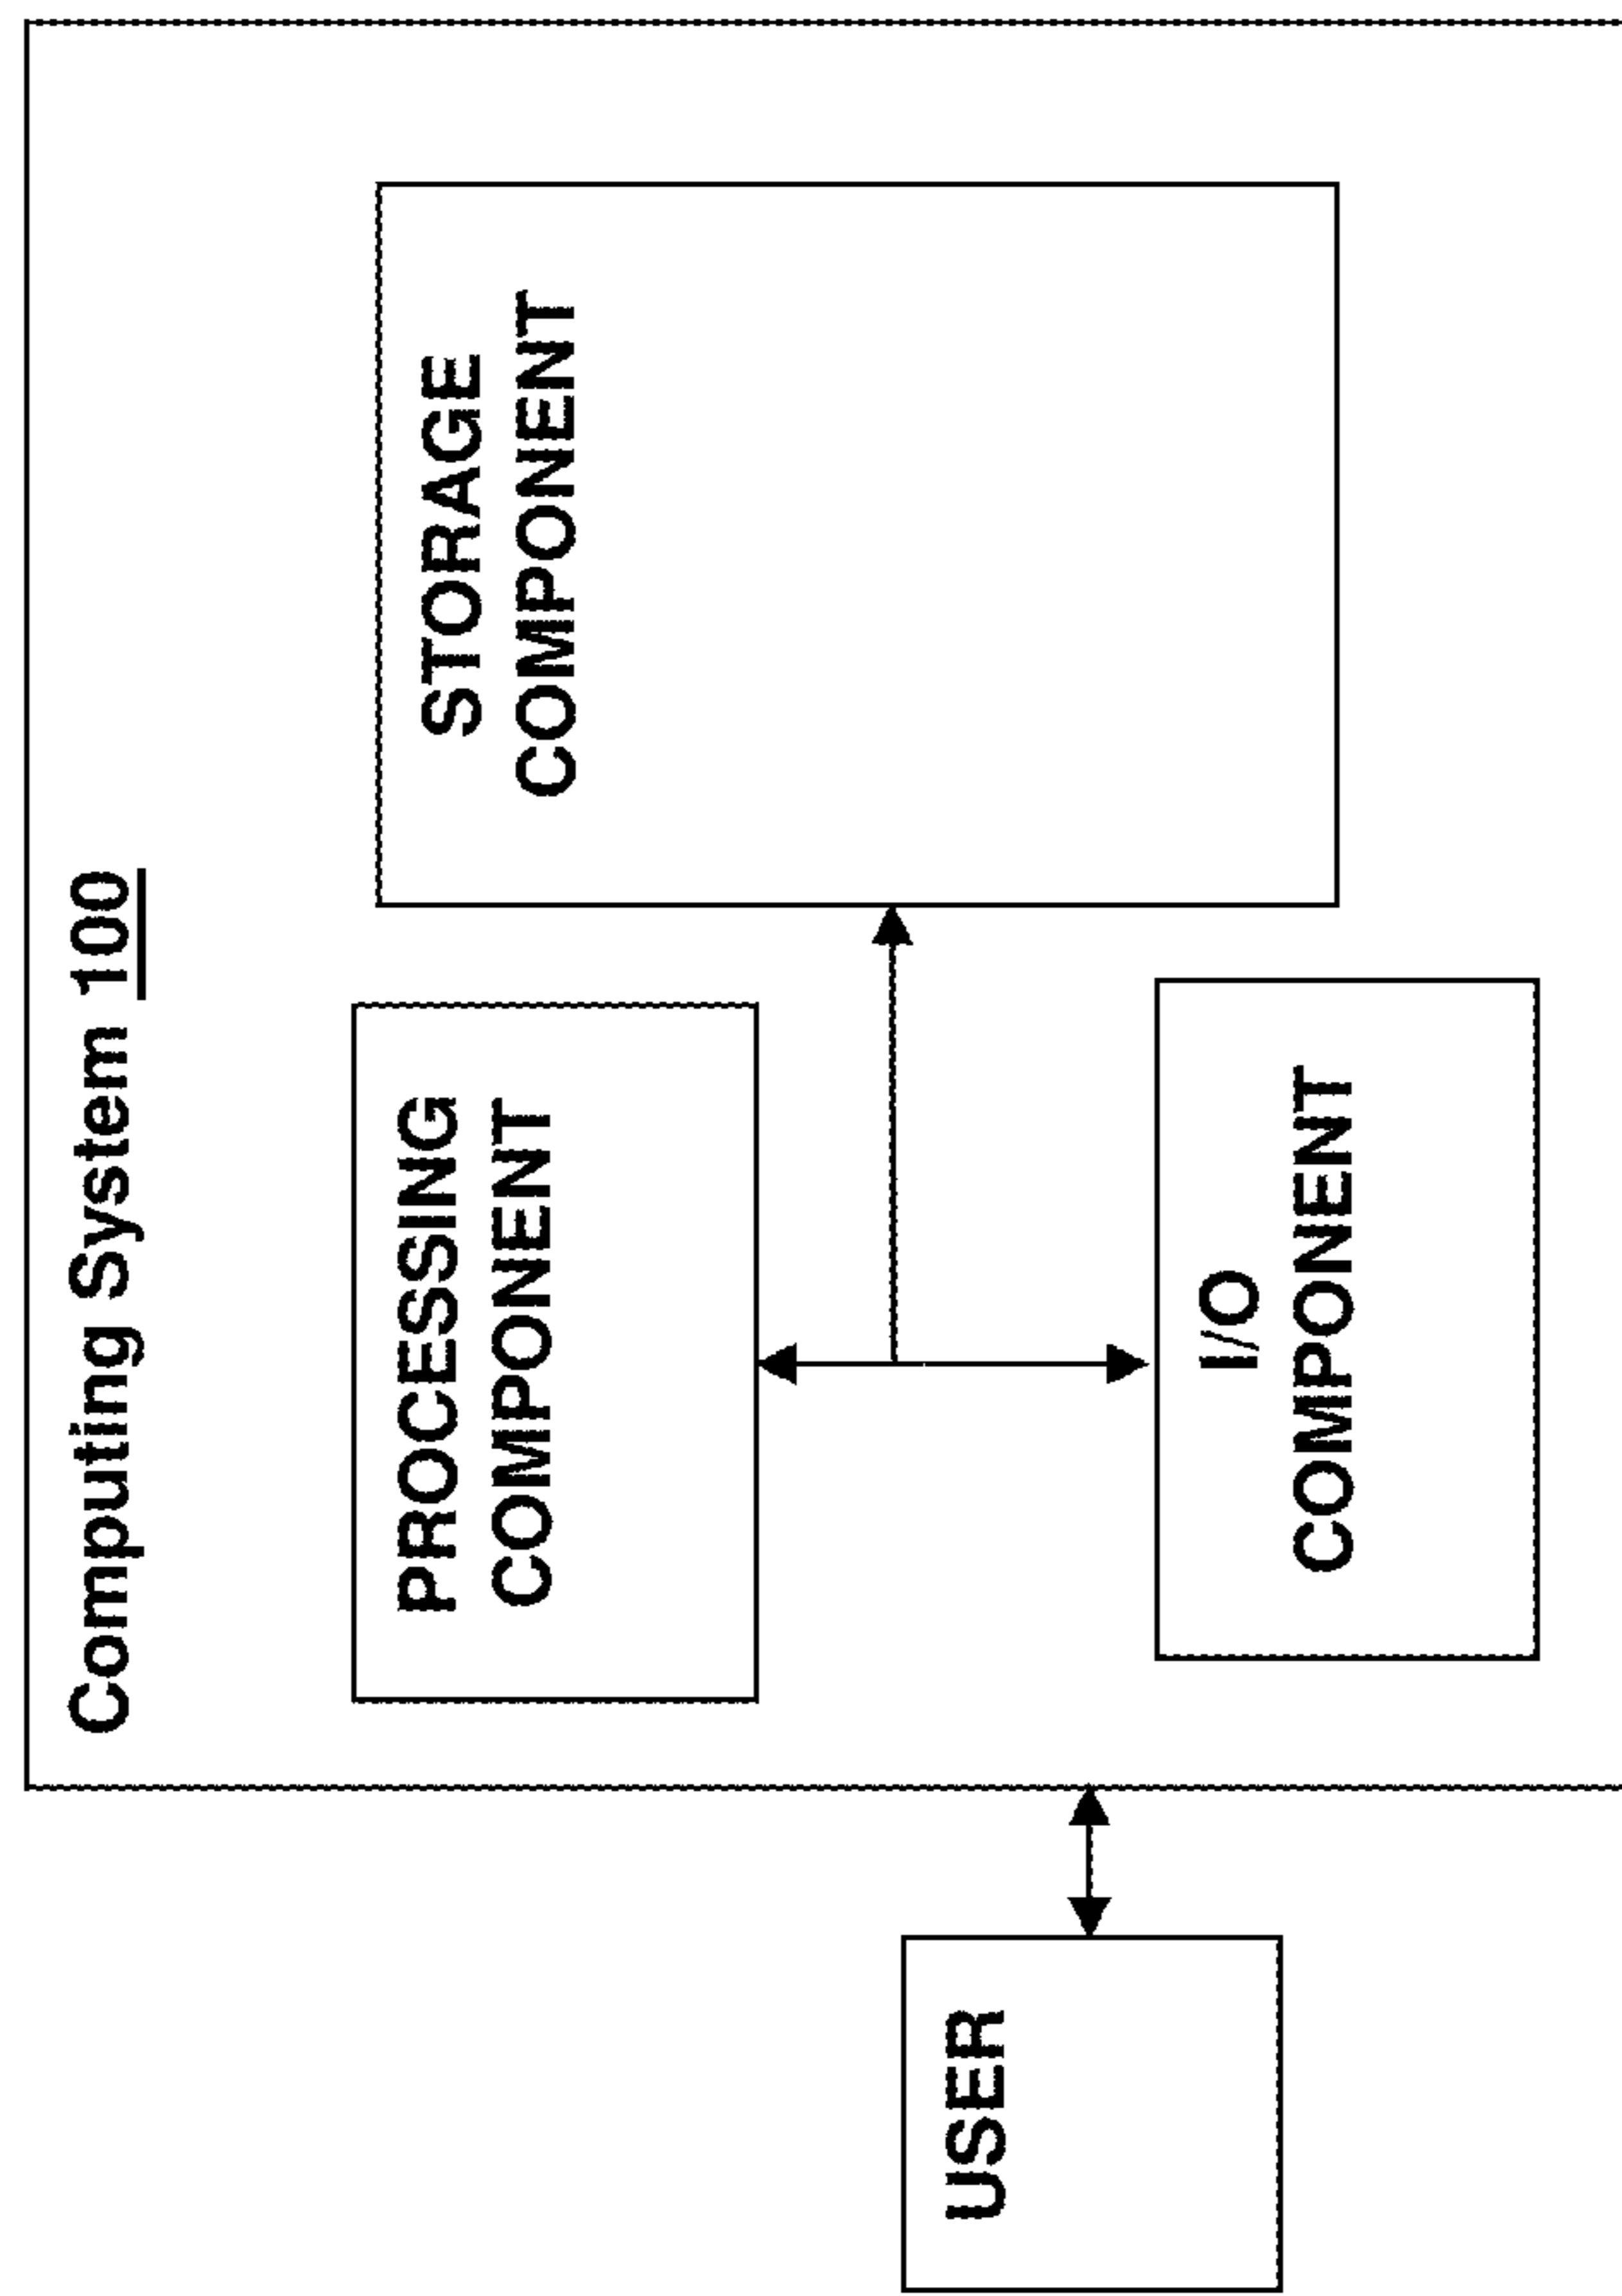 Computing System 100
PROCESSING
COMPONENT
STORAGE
COMPONENT
I/O
COMPONENT
USER